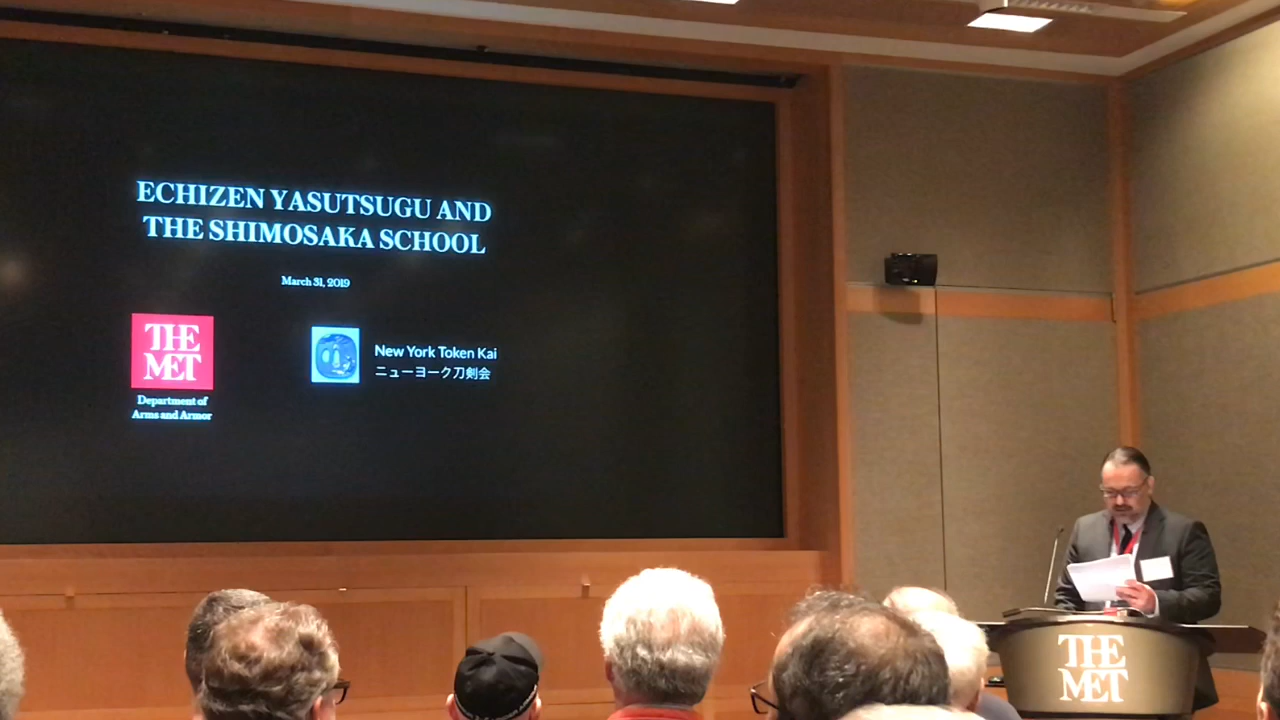 ECHIZEN YASUTSUGU AND
THE SHIMOSAKA SCHOOL
March 31, 2019
THE
MET
Department of
Arms and Armor
New York Token Kai
ニューヨーク刀剣会
THE
MET